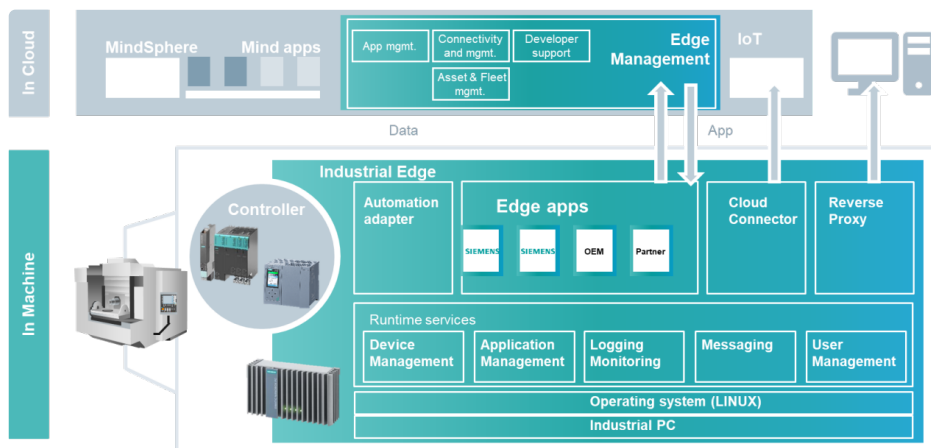 In Cloud
MindSphere
Mind apps
App mgmt.
Connectivity
and mgmt.
Developer
support
Asset & Fleet
mgmt.
Edge
Management
IoT
Data
App
In Machine
Industrial Edge
Controller
Automation
adapter
Edge apps
SIEMENS
SIEMENS
OEM
Partner
Cloud
Connector
Reverse
Proxy
Runtime services
Device
Management
Application
Management
Logging
Monitoring
Messaging
User
Management
Operating system (LINUX)
Industrial PC